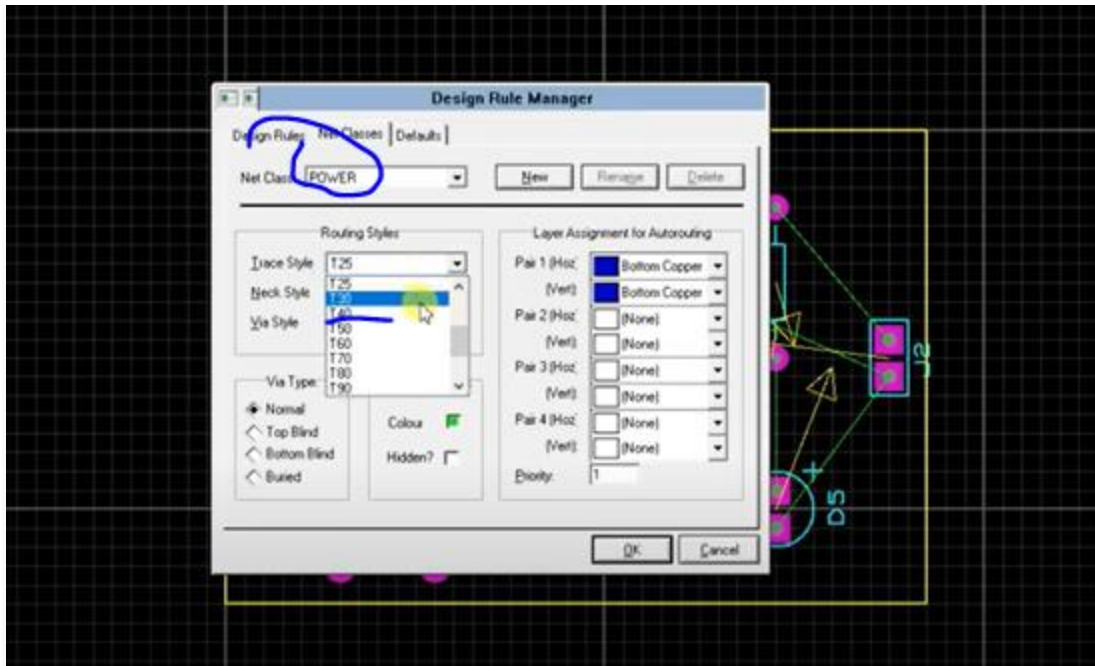 Design Rule Manager
Design Rules Net Classes Defaults
Net Class POWER New Rename Delete
Routing Styles
Trace Style T25
Neck Style
Via Style
T25
T30
T40
T50
T60
T70
T80
T90
Via Type
Normal
Top Blind
Bottom Blind
Buried
Colour
Hidden?
Layer Assignment for Autorouting
Pair 1 (Hoz Bottom Copper
(Vert) Bottom Copper
Pair 2 (Hoz (None)
(Vert) (None)
Pair 3 (Hoz (None)
(Vert) (None)
Pair 4 (Hoz (None)
(Vert) (None)
Priority: 1
OK Cancel
J2
D5